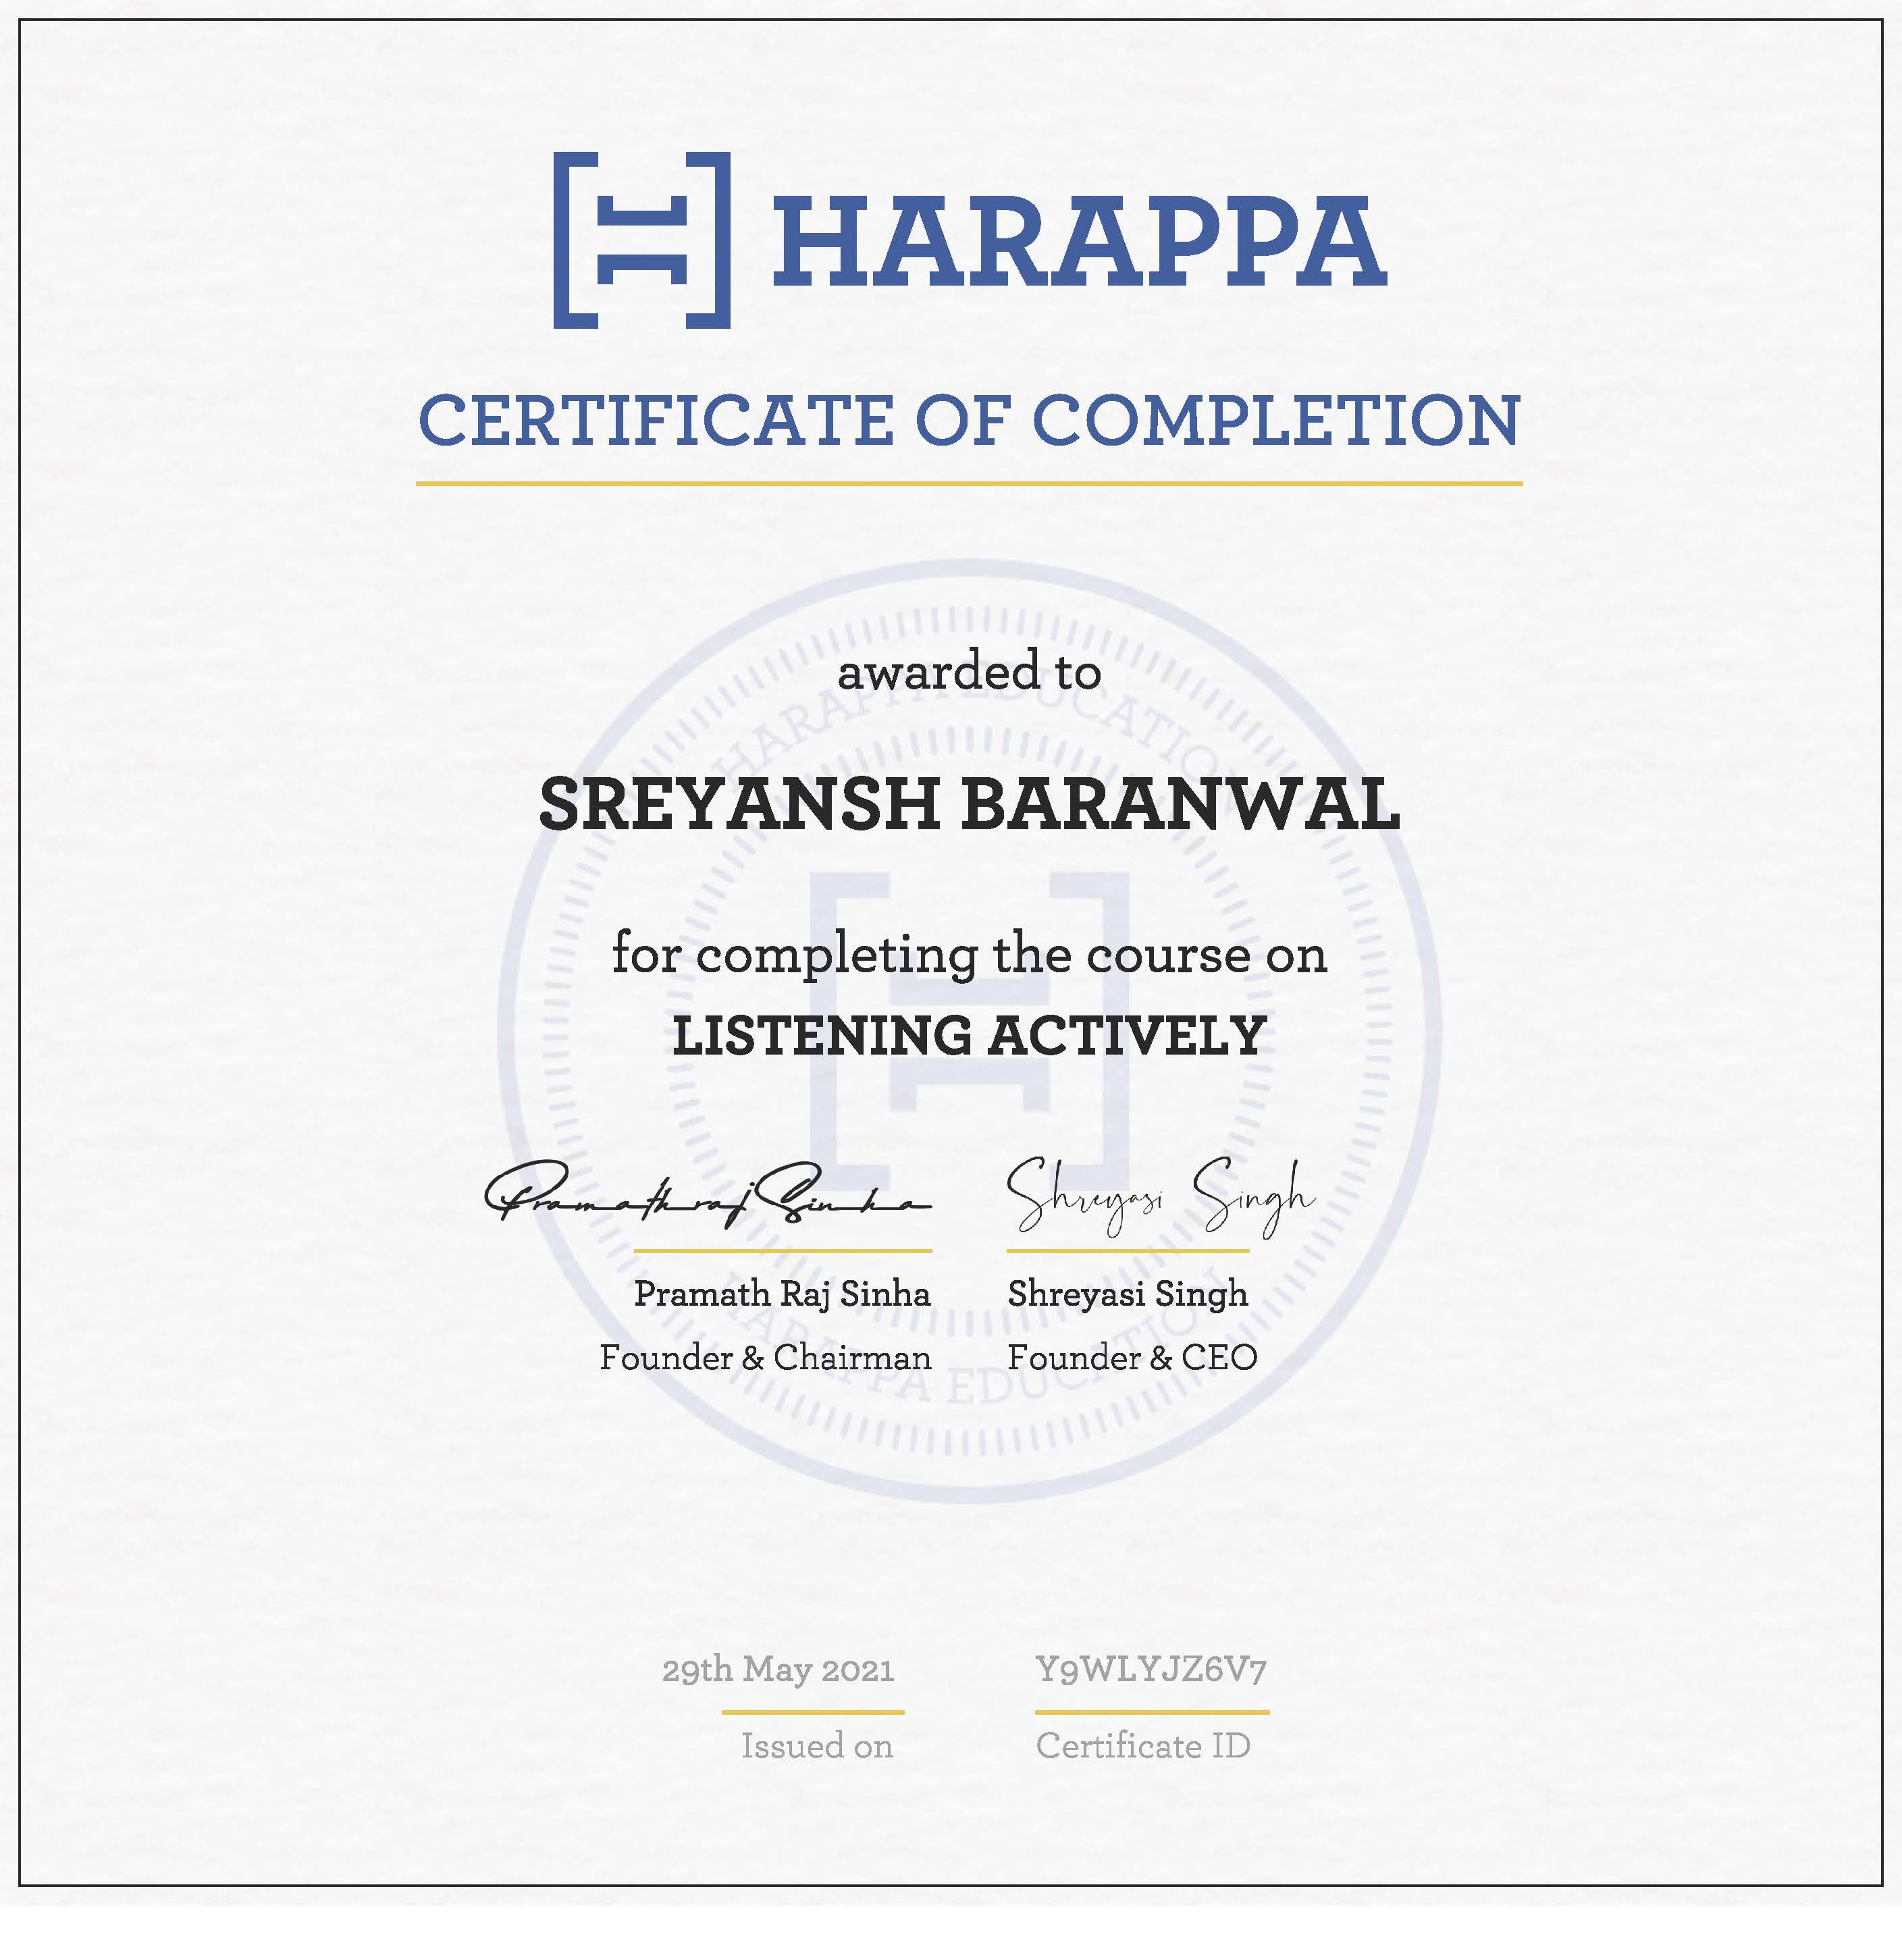 HARAPPA
CERTIFICATE OF COMPLETION
HARAPPA EDUCATION
awarded to
SREYANSH BARANWAL
for completing the course on
LISTENING ACTIVELY
Pramath raj Sinha
Shreyasi Singh
Pramath Raj Sinha
Shreyasi Singh
Founder & Chairman
Founder & CEO
HARAPPA EDUCATION
29th May 2021
Y9WLYJZ6V7
Issued on
Certificate ID